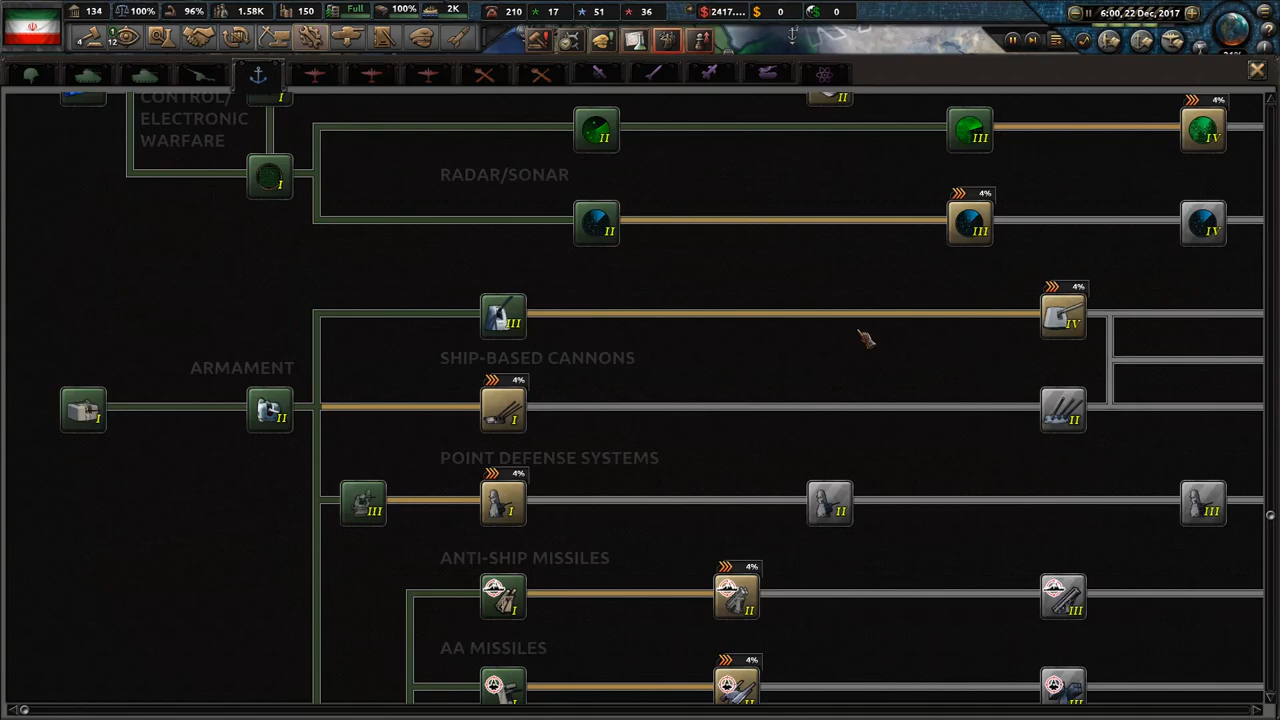 134 100% 96% 1.58K 150 Full 100% 2K 210 17 51 36 $2417.... 0 0 6:00, 22 Dec, 2017
4 1 12
CONTROL/ I II
ELECTRONIC
WARFARE
4%
II III IV
I
RADAR/SONAR
4%
II III IV
4%
III IV
SHIP-BASED CANNONS
ARMAMENT
4%
I II I II
POINT DEFENSE SYSTEMS
4%
III I II III
ANTI-SHIP MISSILES
4%
I II III
AA MISSILES
4%
I II III